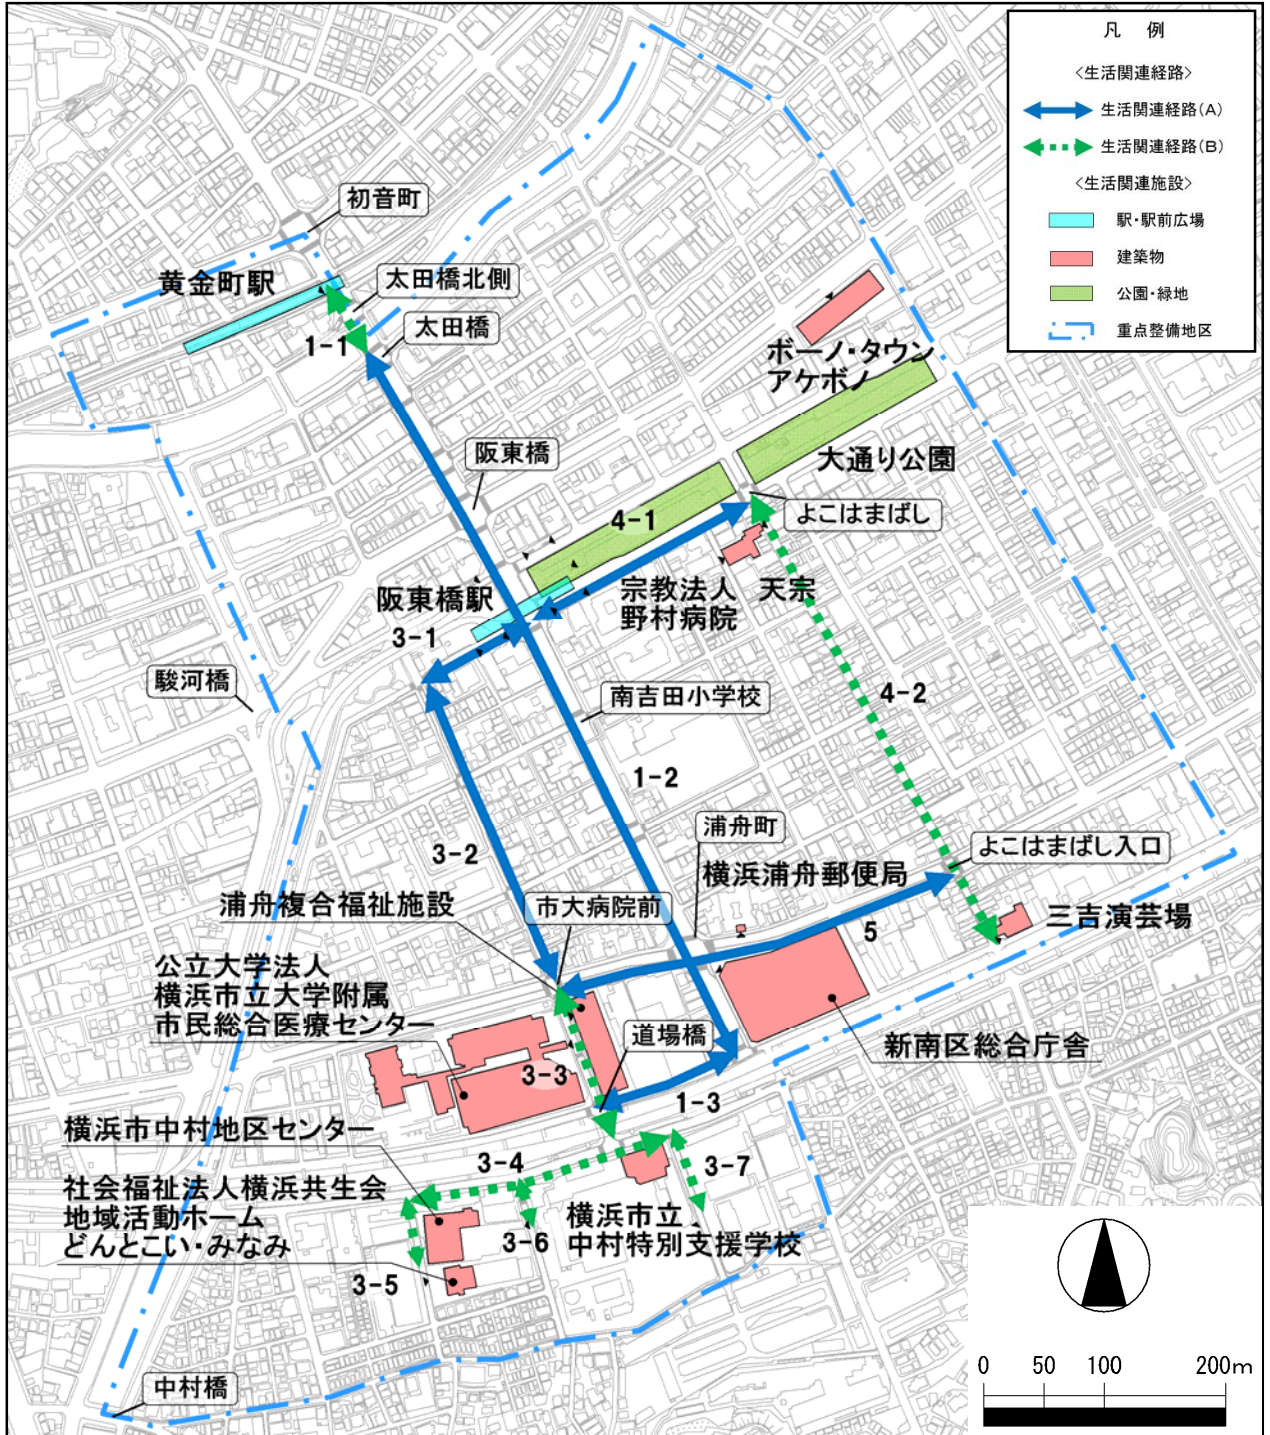 凡 例
<生活関連経路>
生活関連経路(A)
生活関連経路(B)
<生活関連施設>
駅・駅前広場
建築物
公園・緑地
重点整備地区
初音町
黄金町駅
太田橋北側
太田橋
1-1
ボーノ・タウン
アケボノ
阪東橋
大通り公園
よこはまばし
4-1
阪東橋駅
宗教法人 天宗
野村病院
3-1
駿河橋
南吉田小学校
4-2
1-2
浦舟町
3-2
横浜浦舟郵便局
よこはまばし入口
浦舟複合福祉施設
市大病院前
三吉演芸場
5
公立大学法人
横浜市立大学附属
市民総合医療センター
道場橋
新南区総合庁舎
3-3
1-3
横浜市中村地区センター
3-4
3-7
社会福祉法人横浜共生会
地域活動ホーム
どんとこい・みなみ
横浜市立
中村特別支援学校
3-6
3-5
中村橋
0 50 100 200m